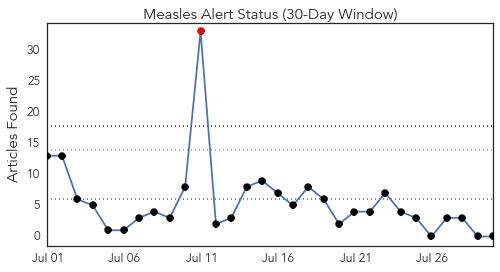 Measles Alert Status (30-Day Window)
Articles Found
30
25
20
15
10
5
0
Jul 01
Jul 06
Jul 11
Jul 16
Jul 21
Jul 26